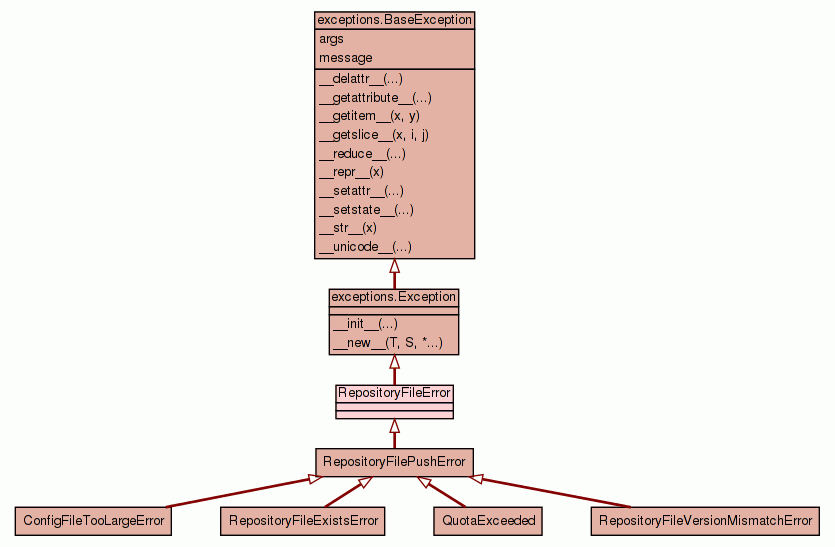 exceptions.BaseException
args
message
__delattr__(...)
__getattribute__(...)
__getitem__(x, y)
__getslice__(x, i, j)
__reduce__(...)
__repr__(x)
__setattr__(...)
__setstate__(...)
__str__(x)
__unicode__(...)
exceptions.Exception
__init__(...)
__new__(T, S, *...)
RepositoryFileError
RepositoryFilePushError
ConfigFileTooLargeError
RepositoryFileExistsError
QuotaExceeded
RepositoryFileVersionMismatchError